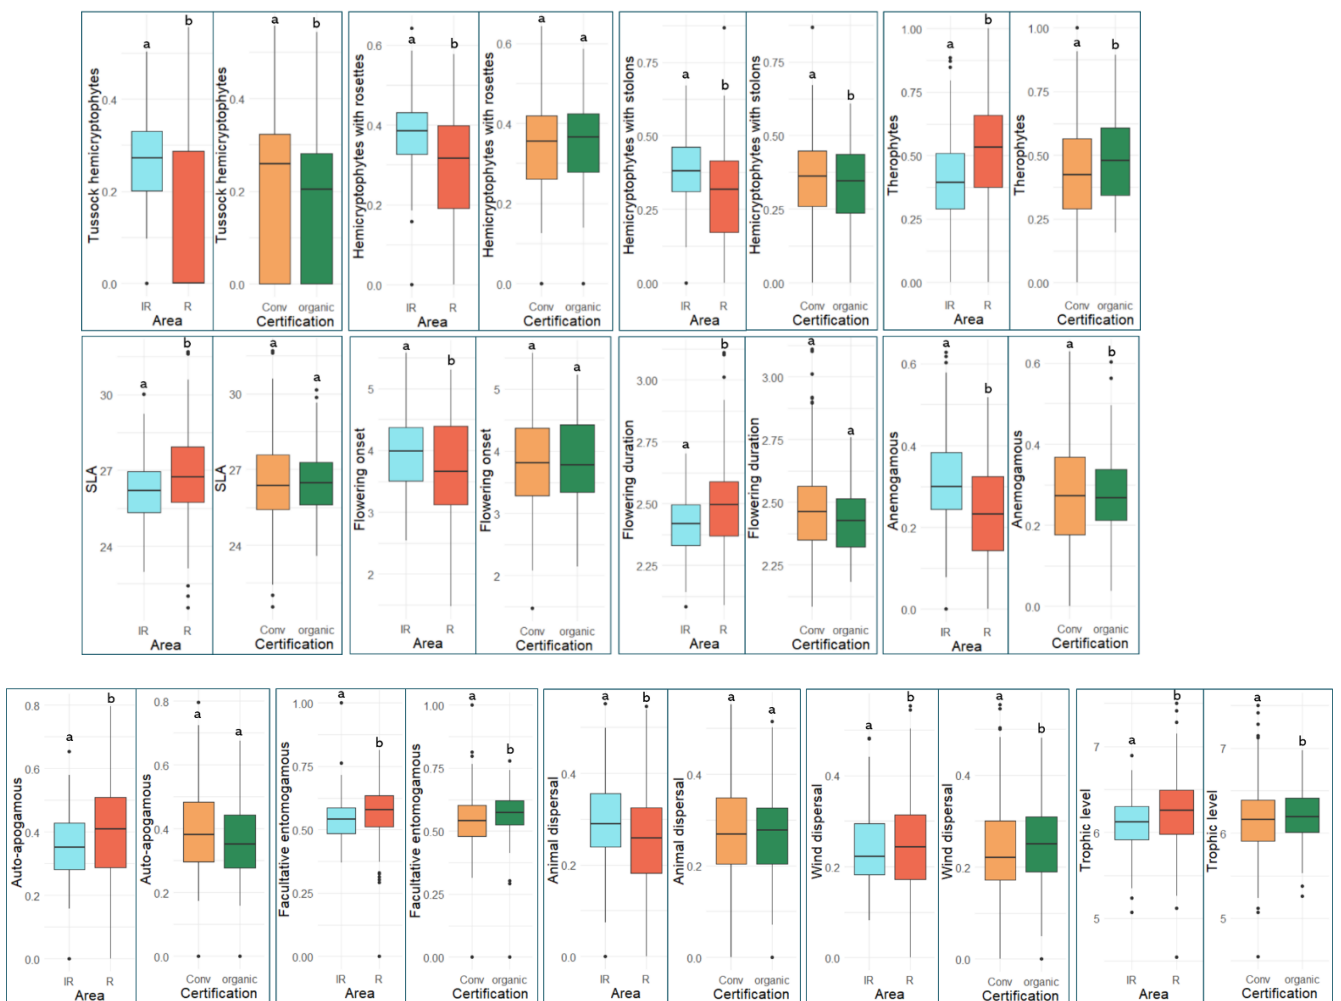 Tussock hemicryptophytes
a b
0.4
0.2
0.0
IR R
Area
Tussock hemicryptophytes
a b
0.4
0.2
0.0
Conv organic
Certification
Hemicryptophytes with rosettes
a b
0.6
0.4
0.2
0.0
IR R
Area
Hemicryptophytes with rosettes
a a
0.6
0.4
0.2
0.0
Conv organic
Certification
Hemicryptophytes with stolons
a b
0.75
0.50
0.25
0.00
IR R
Area
Hemicryptophytes with stolons
a b
0.75
0.50
0.25
0.00
Conv organic
Certification
Therophytes
a b
1.00
0.75
0.50
0.25
0.00
IR R
Area
Therophytes
a b
1.00
0.75
0.50
0.25
0.00
Conv organic
Certification
SLA
a b
30
27
24
IR R
Area
SLA
a a
30
27
24
Conv organic
Certification
Flowering onset
a b
5
4
3
2
IR R
Area
Flowering onset
a a
5
4
3
2
Conv organic
Certification
Flowering duration
a b
3.00
2.75
2.50
2.25
IR R
Area
Flowering duration
a a
3.00
2.75
2.50
2.25
Conv organic
Certification
Anemogamous
a b
0.6
0.4
0.2
0.0
IR R
Area
Anemogamous
a b
0.6
0.4
0.2
0.0
Conv organic
Certification
Auto-apogamous
a b
0.8
0.6
0.4
0.2
0.0
IR R
Area
Auto-apogamous
a a
0.8
0.6
0.4
0.2
0.0
Conv organic
Certification
Facultative entomogamous
a b
1.00
0.75
0.50
0.25
0.00
IR R
Area
Facultative entomogamous
a b
1.00
0.75
0.50
0.25
0.00
Conv organic
Certification
Animal dispersal
a b
0.4
0.2
0.0
IR R
Area
Animal dispersal
a a
0.4
0.2
0.0
Conv organic
Certification
Wind dispersal
a b
0.4
0.2
0.0
IR R
Area
Wind dispersal
a b
0.4
0.2
0.0
Conv organic
Certification
Trophic level
a b
7
6
5
IR R
Area
Trophic level
a b
7
6
5
Conv organic
Certification